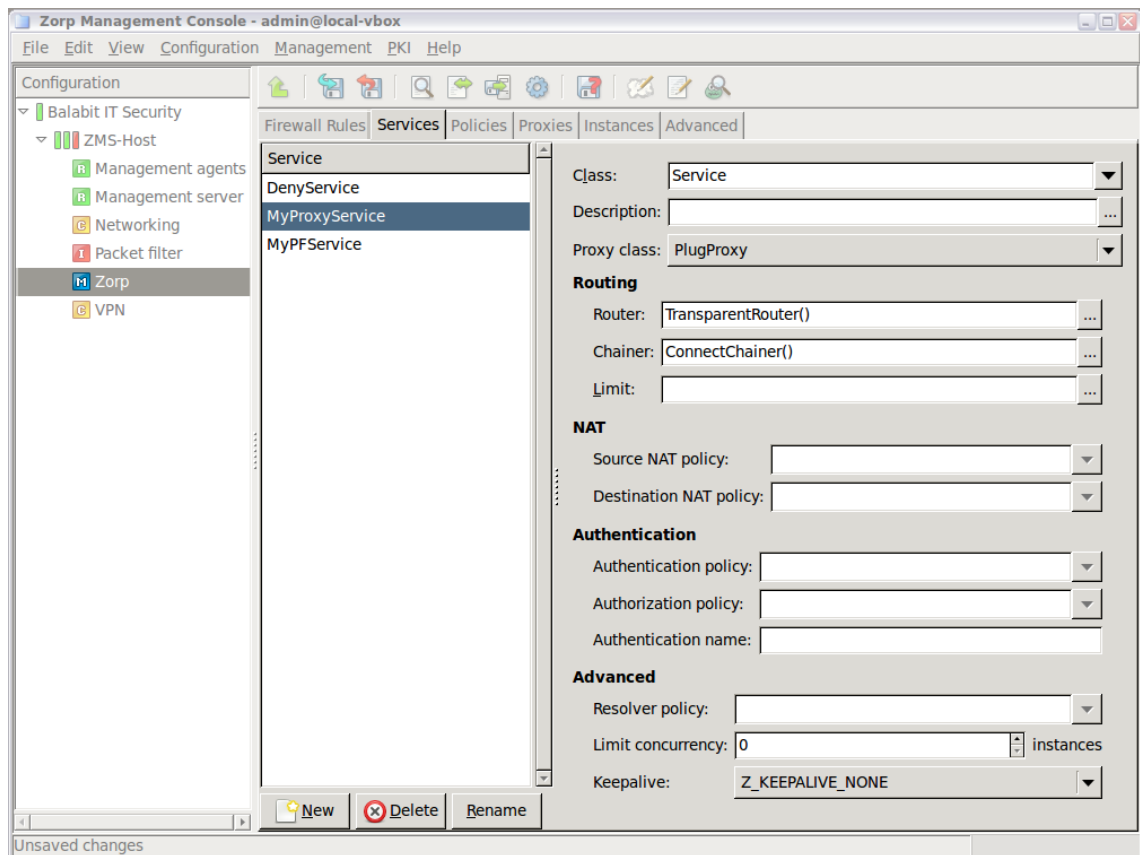 Zorp Management Console - admin@local-vbox
File Edit View Configuration Management PKI Help
Configuration
Balabit IT Security
ZMS-Host
R Management agents
R Management server
C Networking
I Packet filter
M Zorp
C VPN
Firewall Rules Services Policies Proxies Instances Advanced
Service
DenyService
MyProxyService
MyPFService
New Delete Rename
Class: Service
Description: ...
Proxy class: PlugProxy
Routing
Router: TransparentRouter() ...
Chainer: ConnectChainer() ...
Limit: ...
NAT
Source NAT policy:
Destination NAT policy:
Authentication
Authentication policy:
Authorization policy:
Authentication name:
Advanced
Resolver policy:
Limit concurrency: 0 instances
Keepalive: Z_KEEPALIVE_NONE
Unsaved changes